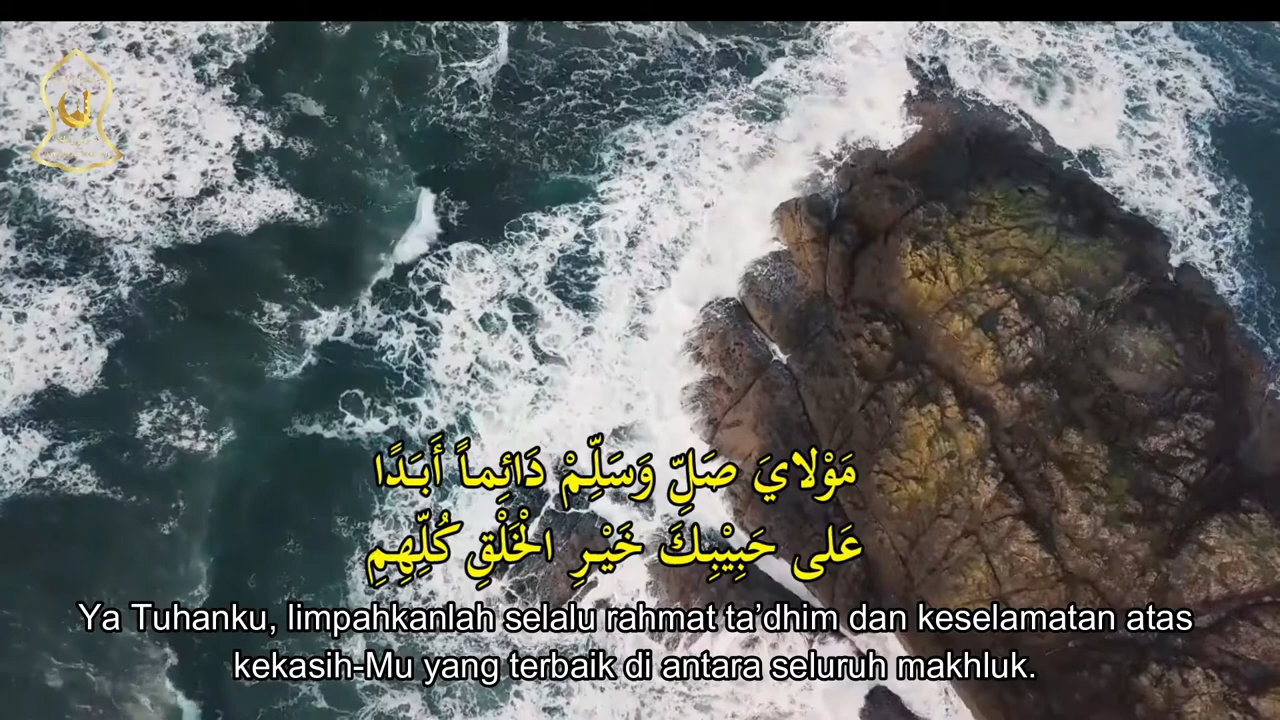 مَوْلايَ صَلِّ وَسَلِّمْ دَائِماً أَبَدًا
عَلى حَبِيْبِكَ خَيْرِ الْخَلْقِ كُلِّهِمِ
Ya Tuhanku, limpahkanlah selalu rahmat ta’dhim dan keselamatan atas
kekasih-Mu yang terbaik di antara seluruh makhluk.